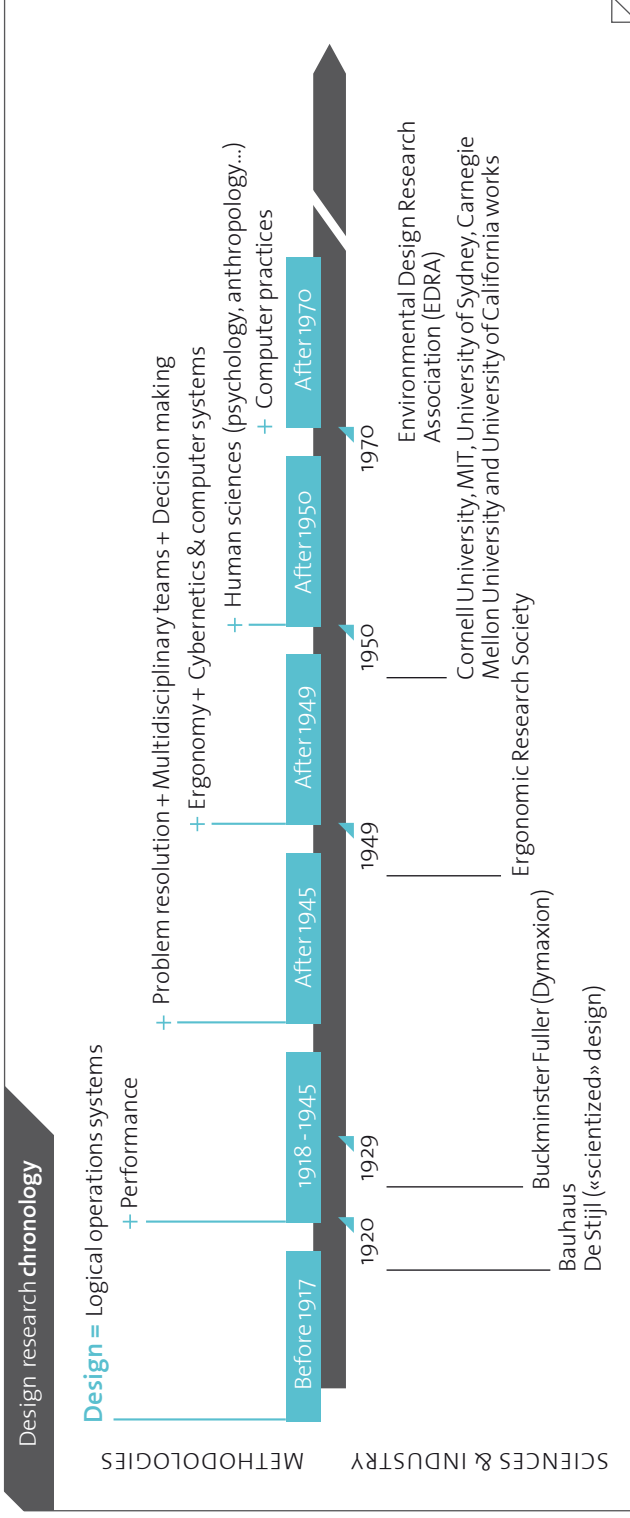 Design research chronology
METHODOLOGIES
Design = Logical operations systems
+ Performance
+ Problem resolution + Multidisciplinary teams + Decision making
+ Ergonomy + Cybernetics & computer systems
+ Human sciences (psychology, anthropology...)
+ Computer practices
Before 1917
1918 - 1945
After 1945
After 1949
After 1950
After 1970
SCIENCES & INDUSTRY
1920
1929
1949
1950
1970
Bauhaus
De Stijl («scientized» design)
Buckminster Fuller (Dymaxion)
Ergonomic Research Society
Cornell University, MIT, University of Sydney, Carnegie
Mellon University and University of California works
Environmental Design Research
Association (EDRA)